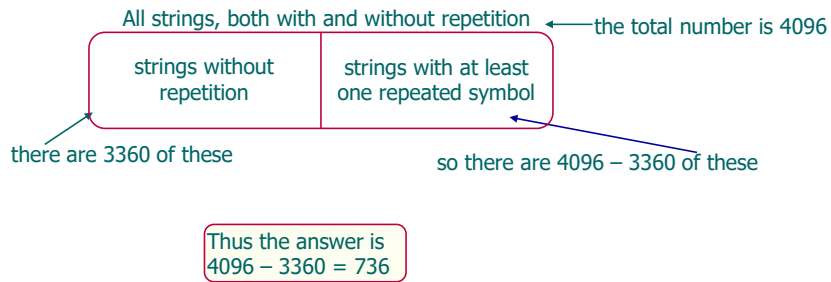 All strings, both with and without repetition
the total number is 4096
strings without
repetition
strings with at least
one repeated symbol
there are 3360 of these
so there are 4096 – 3360 of these
Thus the answer is
4096 – 3360 = 736